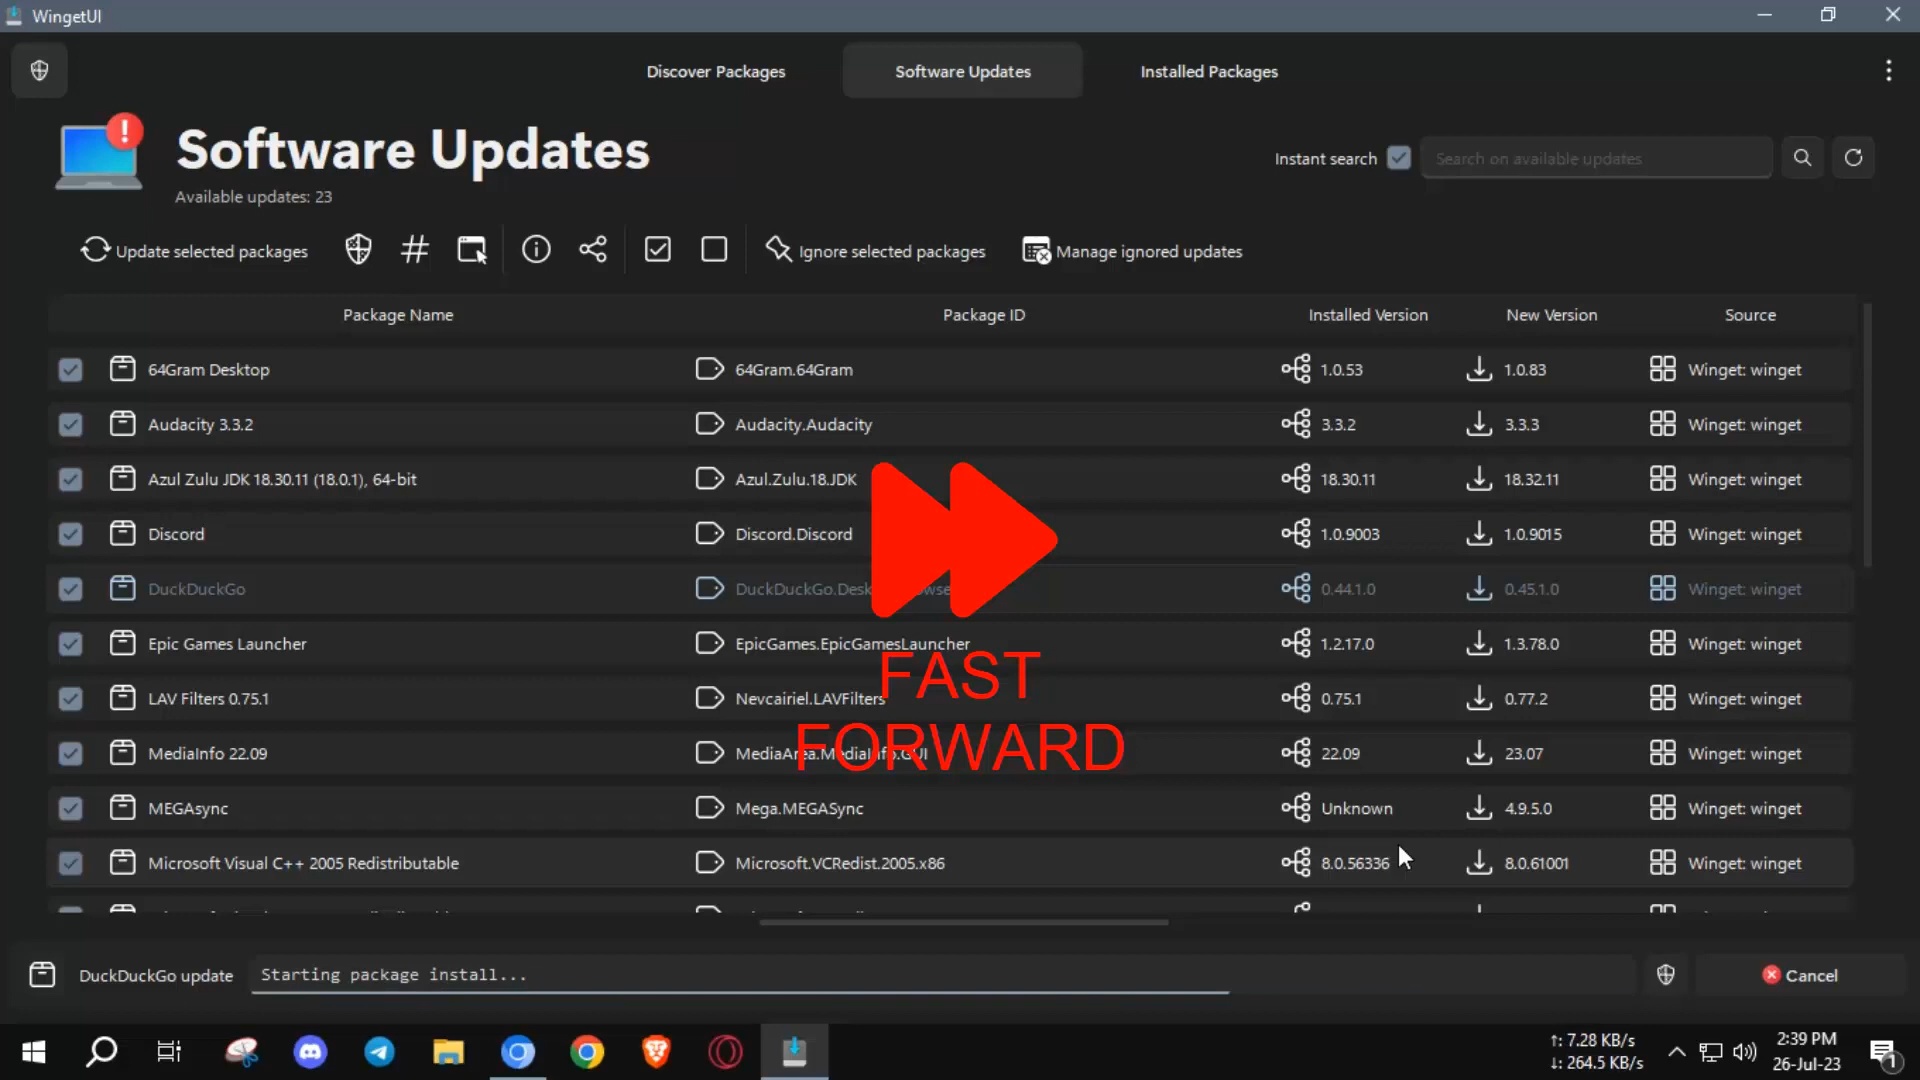 WingetUI
Discover Packages Software Updates Installed Packages
Software Updates
Available updates: 23
Instant search Search on available updates
Update selected packages Ignore selected packages Manage ignored updates
Package Name Package ID Installed Version New Version Source
64Gram Desktop 64Gram.64Gram 1.0.53 1.0.83 Winget: winget
Audacity 3.3.2 Audacity.Audacity 3.3.2 3.3.3 Winget: winget
Azul Zulu JDK 18.30.11 (18.0.1), 64-bit Azul.Zulu.18.JDK 18.30.11 18.32.11 Winget: winget
Discord Discord.Discord 1.0.9003 1.0.9015 Winget: winget
DuckDuckGo 0.44.1.0 0.45.1.0 Winget: winget
Epic Games Launcher EpicGames.EpicGamesLauncher 1.2.17.0 1.3.78.0 Winget: winget
FAST
LAV Filters 0.75.1 Nevcairiel.LAVFilters 0.75.1 0.77.2 Winget: winget
FORWARD
MediaInfo 22.09 MediaArea.MediaInfo.GUI 22.09 23.07 Winget: winget
MEGAsync Mega.MEGASync Unknown 4.9.5.0 Winget: winget
Microsoft Visual C++ 2005 Redistributable Microsoft.VCRedist.2005.x86 8.0.56336 8.0.61001 Winget: winget
DuckDuckGo update Starting package install... Cancel
↑: 7.28 KB/s
↓: 264.5 KB/s
2:39 PM
26-Jul-23
1